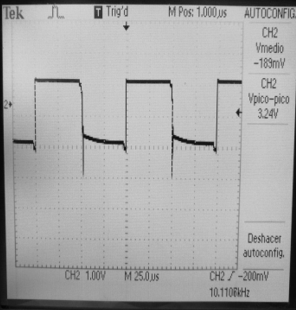 Tek T Trig'd M Pos: 1.000µs AUTOCONFIG.
CH2
Vmedio
-189mV
CH2
Vpico-pico
3.24V
2
Deshacer
autoconfig.
CH2 1.00V M 25.0µs CH2 / -200mV
10.1106kHz